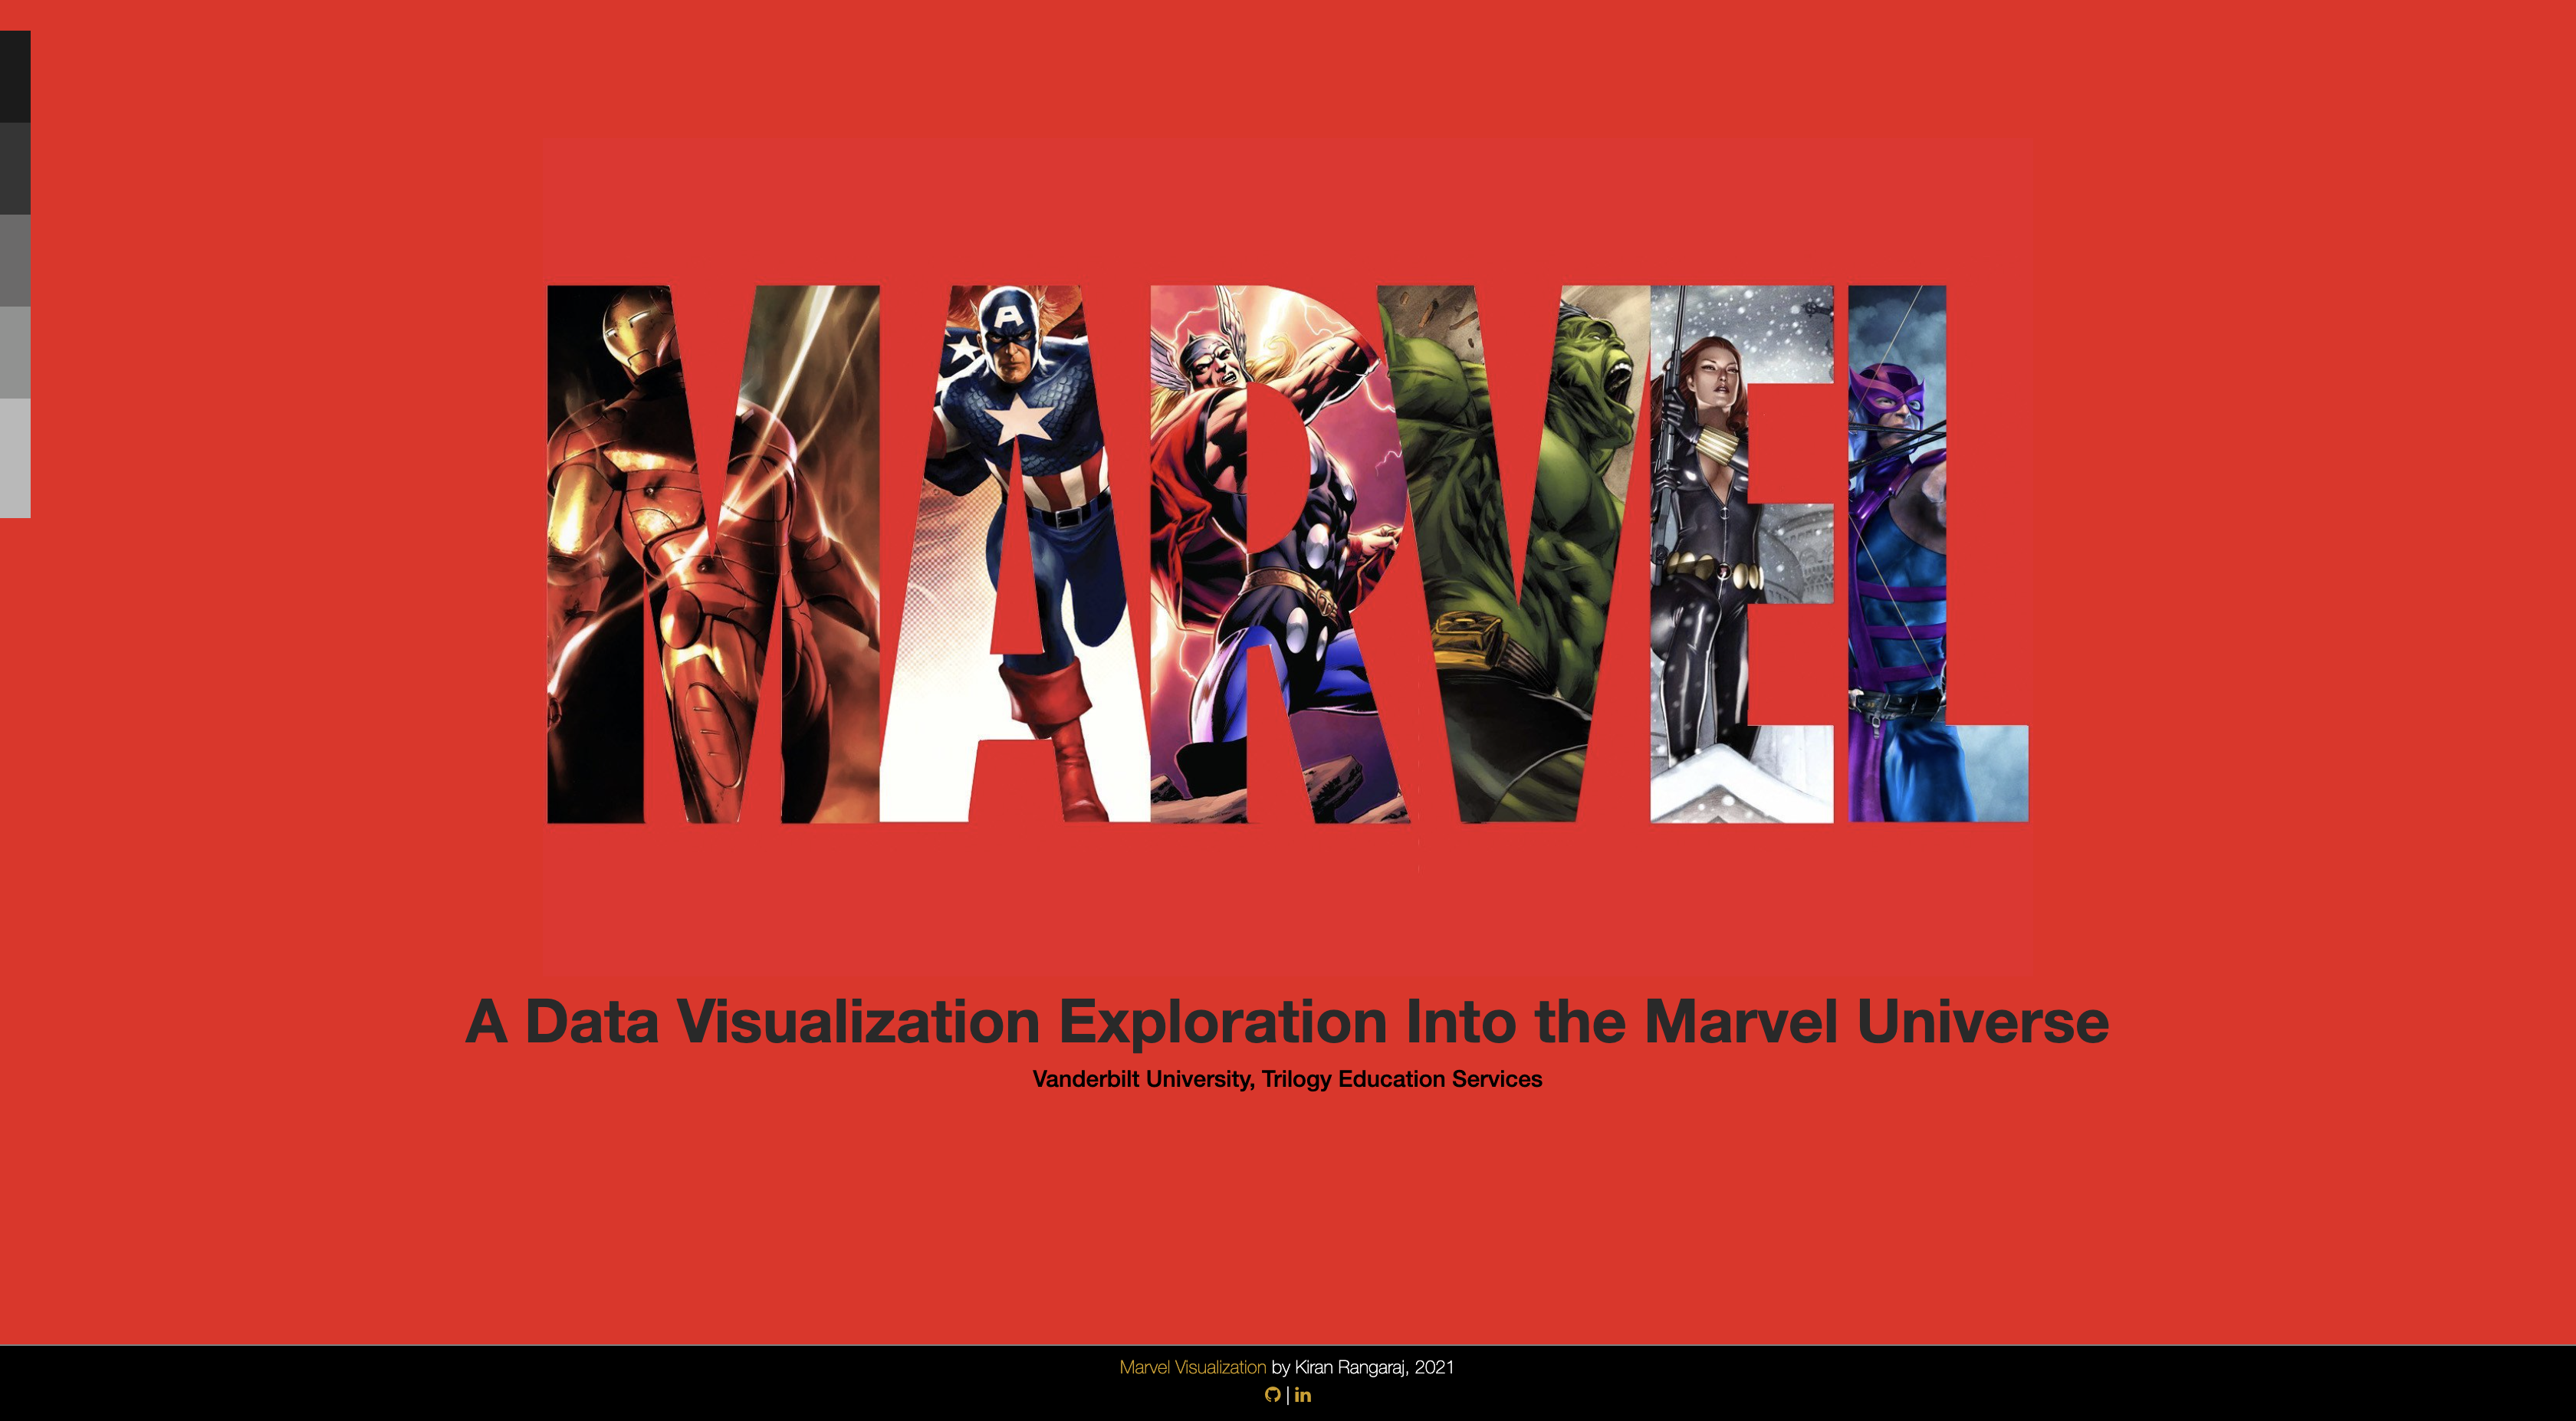 MARVEL
A Data Visualization Exploration Into the Marvel Universe
Vanderbilt University, Trilogy Education Services
Marvel Visualization by Kiran Rangaraj, 2021
|in